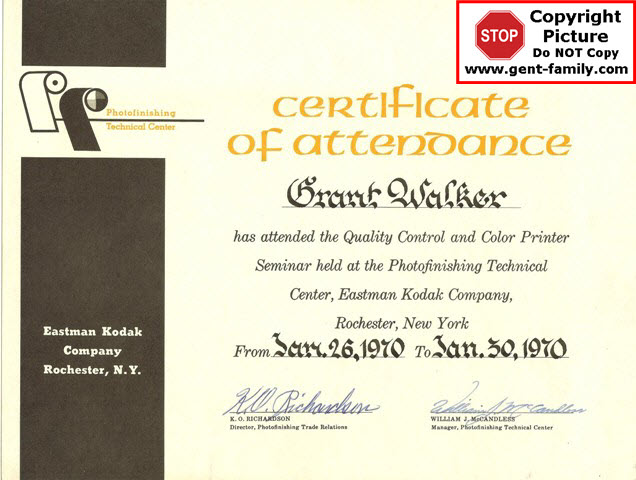 STOP
Copyright
Picture
Do NOT Copy
www.gent-family.com
Photofinishing
Technical Center
certificate
of attendance
Grant Walker
has attended the Quality Control and Color Printer
Seminar held at the Photofinishing Technical
Center, Eastman Kodak Company,
Rochester, New York
From Jan. 26, 1970 To Jan. 30, 1970
Eastman Kodak
Company
Rochester, N.Y.
K.O. Richardson
K. O. RICHARDSON
Director, Photofinishing Trade Relations
William J. McCandless
WILLIAM J. McCANDLESS
Manager, Photofinishing Technical Center